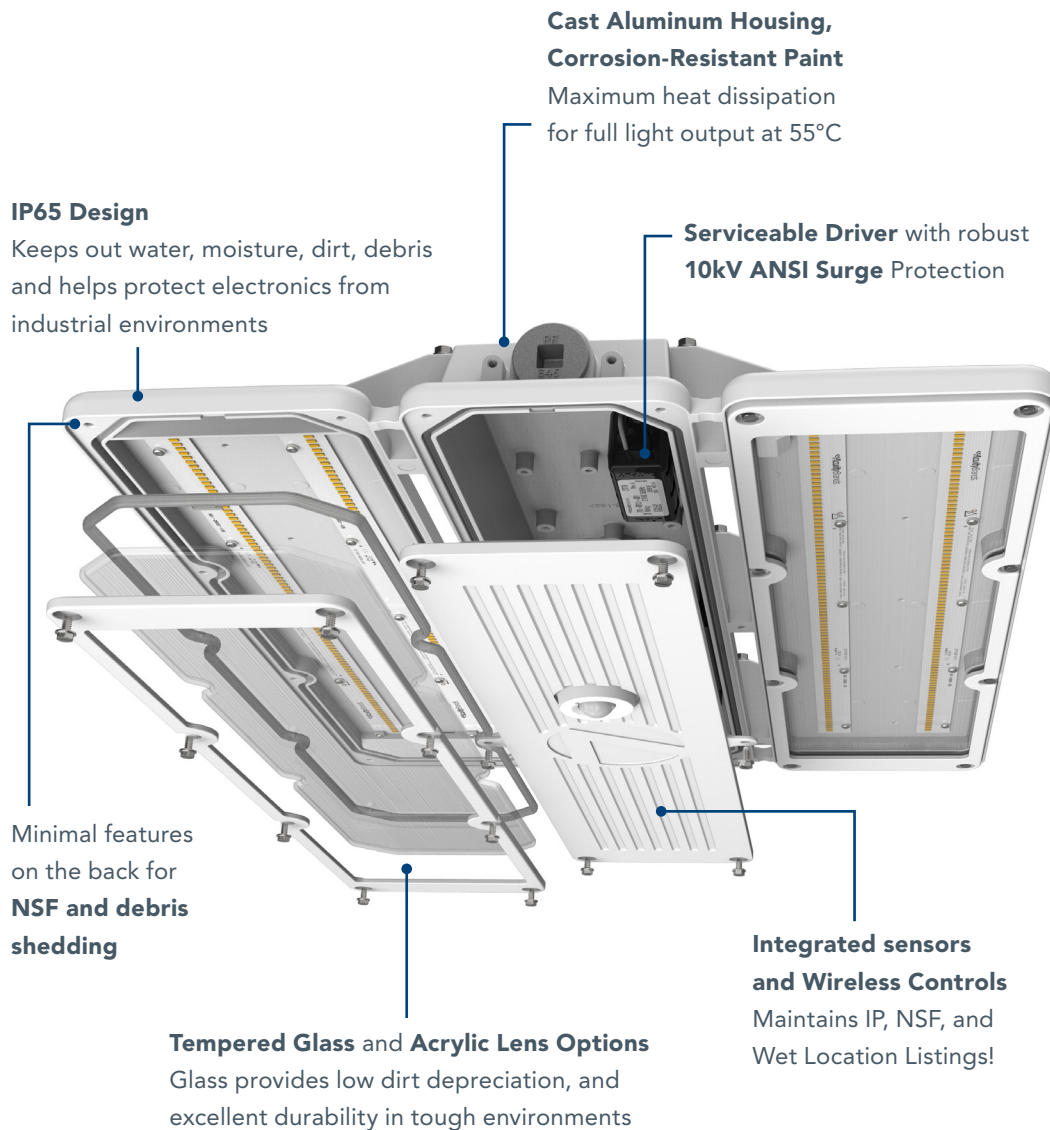 Cast Aluminum Housing,
Corrosion-Resistant Paint
Maximum heat dissipation
for full light output at 55°C
IP65 Design
Keeps out water, moisture, dirt, debris
and helps protect electronics from
industrial environments
Serviceable Driver with robust
10kV ANSI Surge Protection
Minimal features
on the back for
NSF and debris
shedding
Integrated sensors
and Wireless Controls
Maintains IP, NSF, and
Wet Location Listings!
Tempered Glass and Acrylic Lens Options
Glass provides low dirt depreciation, and
excellent durability in tough environments